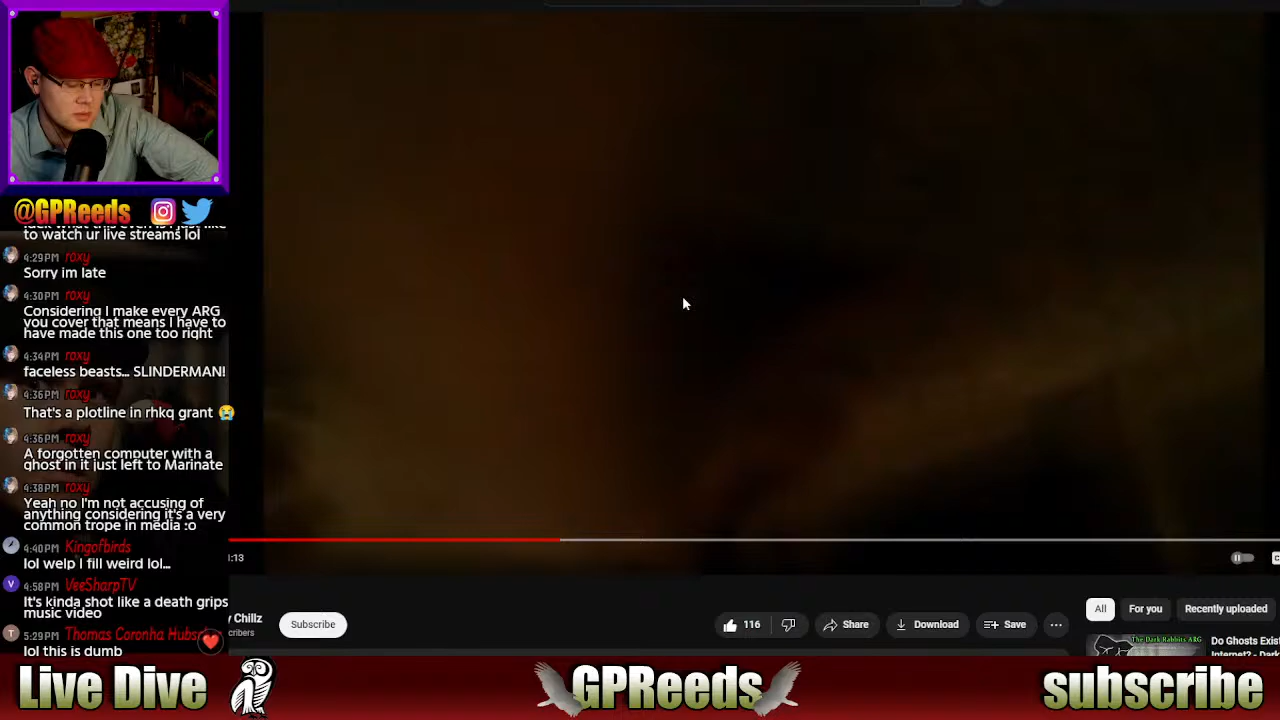 @GPReeds
to watch ur live streams lol
4:29PM roxy
Sorry im late
4:30PM roxy
Considering I make every ARG
you cover that means I have to
have made this one too right
4:34PM roxy
faceless beasts... SLINDERMAN!
4:36PM roxy
That's a plotline in rhkq grant 😭
4:36PM roxy
A forgotten computer with a
ghost in it just left to Marinate
4:38PM roxy
Yeah no I'm not accusing of
anything considering it's a very
common trope in media :o
4:40PM Kingofbirds
lol welp I fill weird lol...
V 4:58PM VeeSharpTV
It's kinda shot like a death grips
music video
T 5:29PM Thomas Coronha
lol this is dumb
1:13
Chillz
Subscribe
116
Share
Download
Save
All
For you
Recently uploaded
The Dark Rabbits ARG
Do Ghosts Exist
Internet? - Dark
Live Dive
GPReeds
subscribe